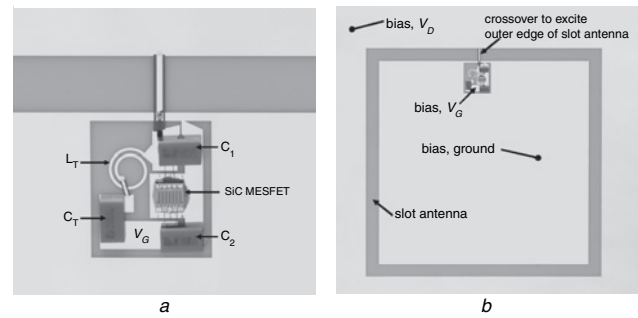 L_T
C_1
SiC MESFET
C_T
V_G
C_2
a
bias, V_D
crossover to excite
outer edge of slot antenna
bias, V_G
bias, ground
slot antenna
b